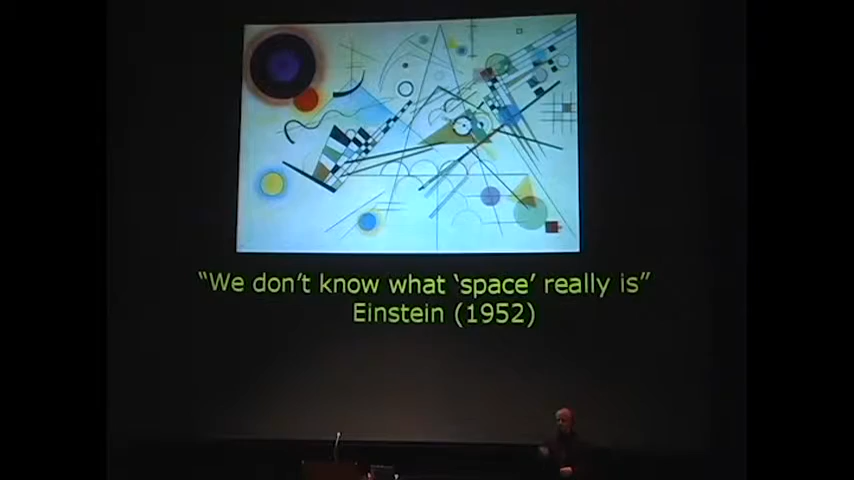 “We don’t know what ‘space’ really is”
Einstein (1952)